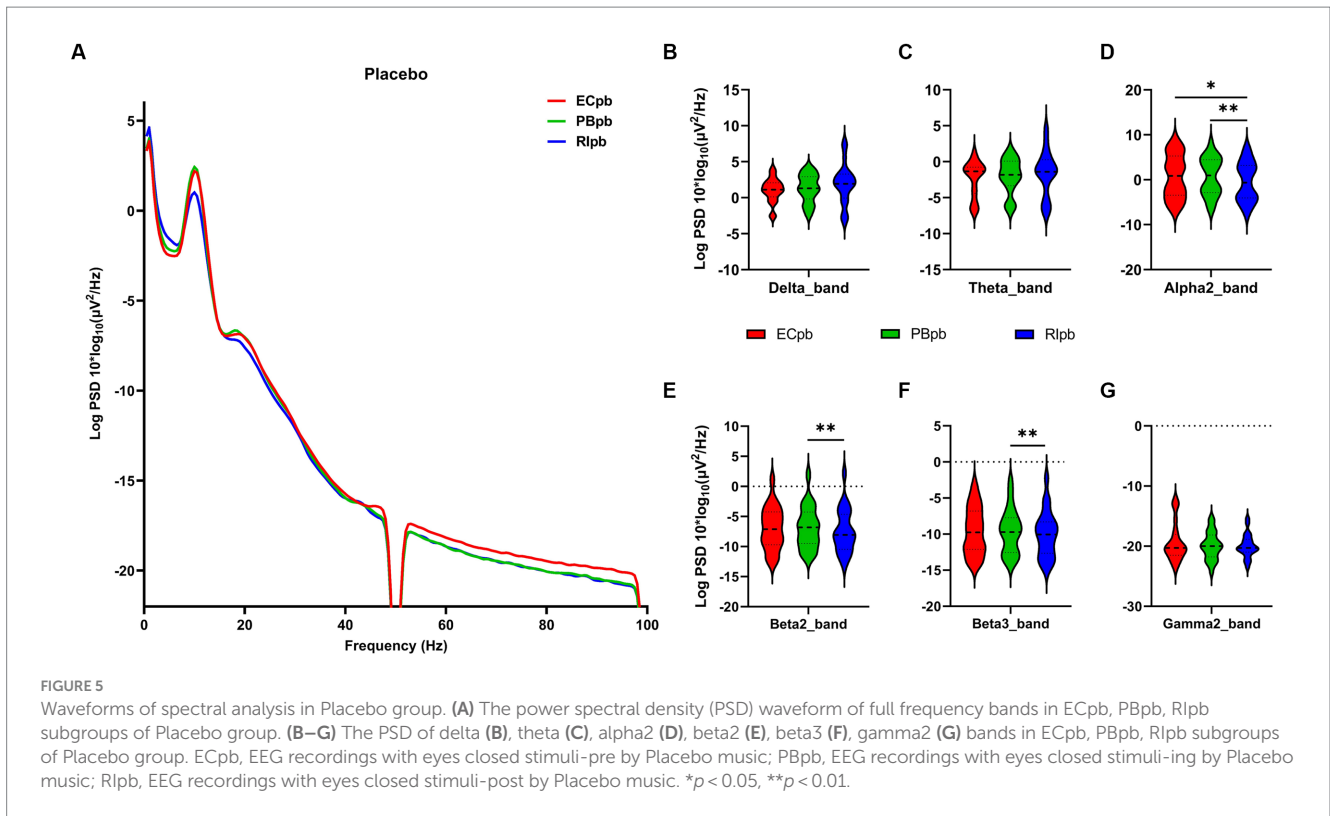 A
Placebo
ECpb
PBpb
RIpb
Log PSD 10*log10(μV²/Hz)
5
0
-5
-10
-15
-20
0
20
40
60
80
100
Frequency (Hz)
B
Log PSD 10*log10(μV²/Hz)
15
10
5
0
-5
-10
Delta_band
C
10
5
0
-5
-10
-15
Theta_band
D
*
**
20
10
0
-10
-20
Alpha2_band
ECpb
PBpb
RIpb
E
**
Log PSD 10*log10(μV²/Hz)
10
5
0
-5
-10
-15
-20
Beta2_band
F
**
5
0
-5
-10
-15
-20
Beta3_band
G
0
-10
-20
-30
Gamma2_band
FIGURE 5
Waveforms of spectral analysis in Placebo group. (A) The power spectral density (PSD) waveform of full frequency bands in ECpb, PBpb, RIpb
subgroups of Placebo group. (B–G) The PSD of delta (B), theta (C), alpha2 (D), beta2 (E), beta3 (F), gamma2 (G) bands in ECpb, PBpb, RIpb subgroups
of Placebo group. ECpb, EEG recordings with eyes closed stimuli-pre by Placebo music; PBpb, EEG recordings with eyes closed stimuli-ing by Placebo
music; RIpb, EEG recordings with eyes closed stimuli-post by Placebo music. *p < 0.05, **p < 0.01.